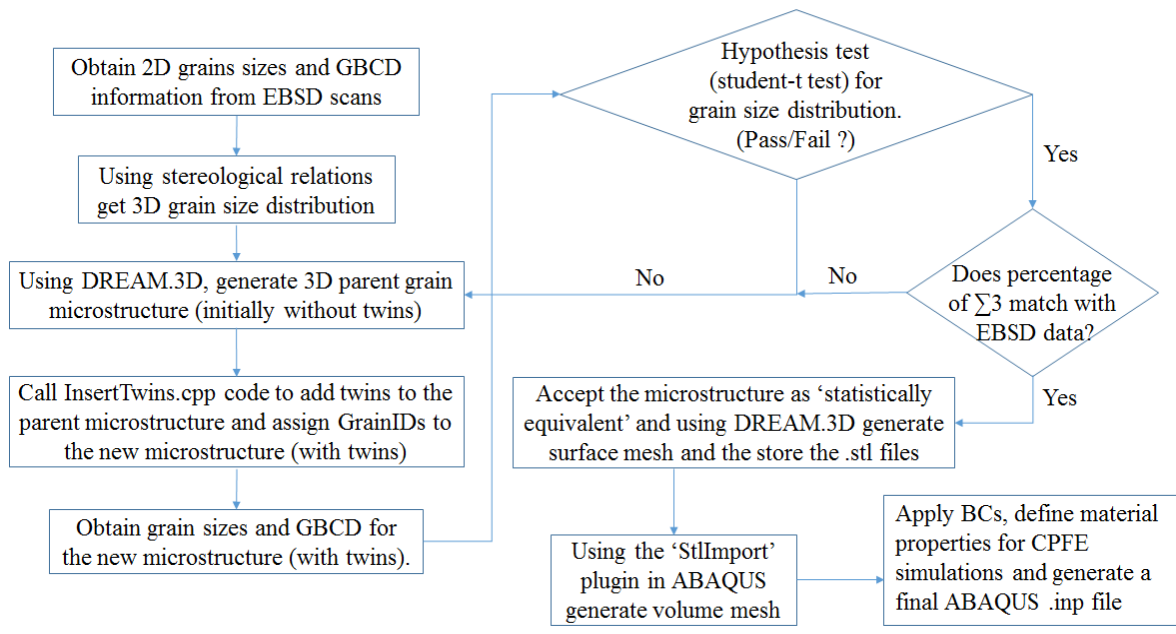 Obtain 2D grains sizes and GBCD
information from EBSD scans
Using stereological relations
get 3D grain size distribution
Using DREAM.3D, generate 3D parent grain
microstructure (initially without twins)
Call InsertTwins.cpp code to add twins to the
parent microstructure and assign GrainIDs to
the new microstructure (with twins)
Obtain grain sizes and GBCD for
the new microstructure (with twins).
Hypothesis test
(student-t test) for
grain size distribution.
(Pass/Fail ?)
Yes
No
No
Does percentage
of ∑3 match with
EBSD data?
Yes
Accept the microstructure as ‘statistically
equivalent’ and using DREAM.3D generate
surface mesh and the store the .stl files
Using the ‘StlImport’
plugin in ABAQUS
generate volume mesh
Apply BCs, define material
properties for CPFE
simulations and generate a
final ABAQUS .inp file